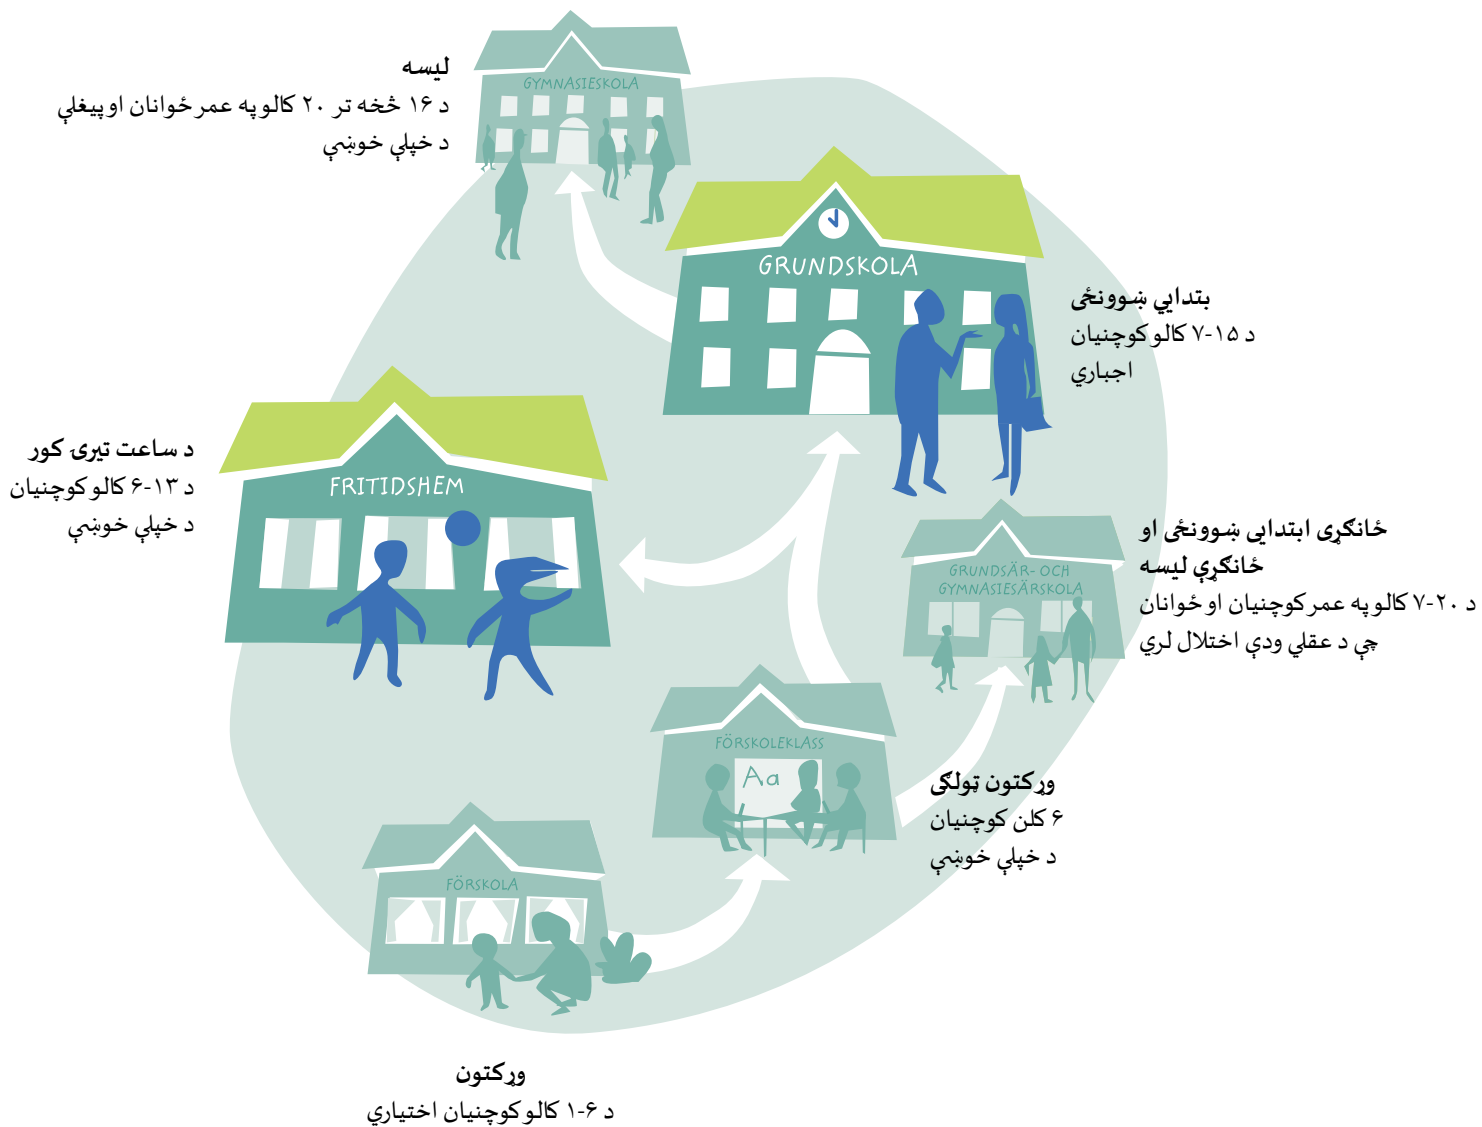 لیسه
د ۱۶ څخه تر ۲۰ کالو په عمر ځوانان او پیغلې
د خپلې خوښې
GYMNASIESKOLA
GRUNDSKOLA
بتدايي ښوونځی
د ۱۵-۷ کالو کوچنیان
اجباري
د ساعت تیرۍ کور
د ۱۳-۶ کالو کوچنیان
د خپلې خوښې
FRITIDSHEM
ځانګړی ابتدایی ښوونځی او
ځانګړې لیسه
د ۲۰-۷ کالو په عمر کوچنیان او ځوانان
چې د عقلي ودې اختلال لري
GRUNDSÄR- OCH
GYMNASIESÄRSKOLA
FÖRSKOLEKLASS
Aa
وړکتون ټولګی
۶ کلن کوچنیان
د خپلې خوښې
FÖRSKOLA
وړکتون
د ۶-۱ کالو کوچنیان اختیاري